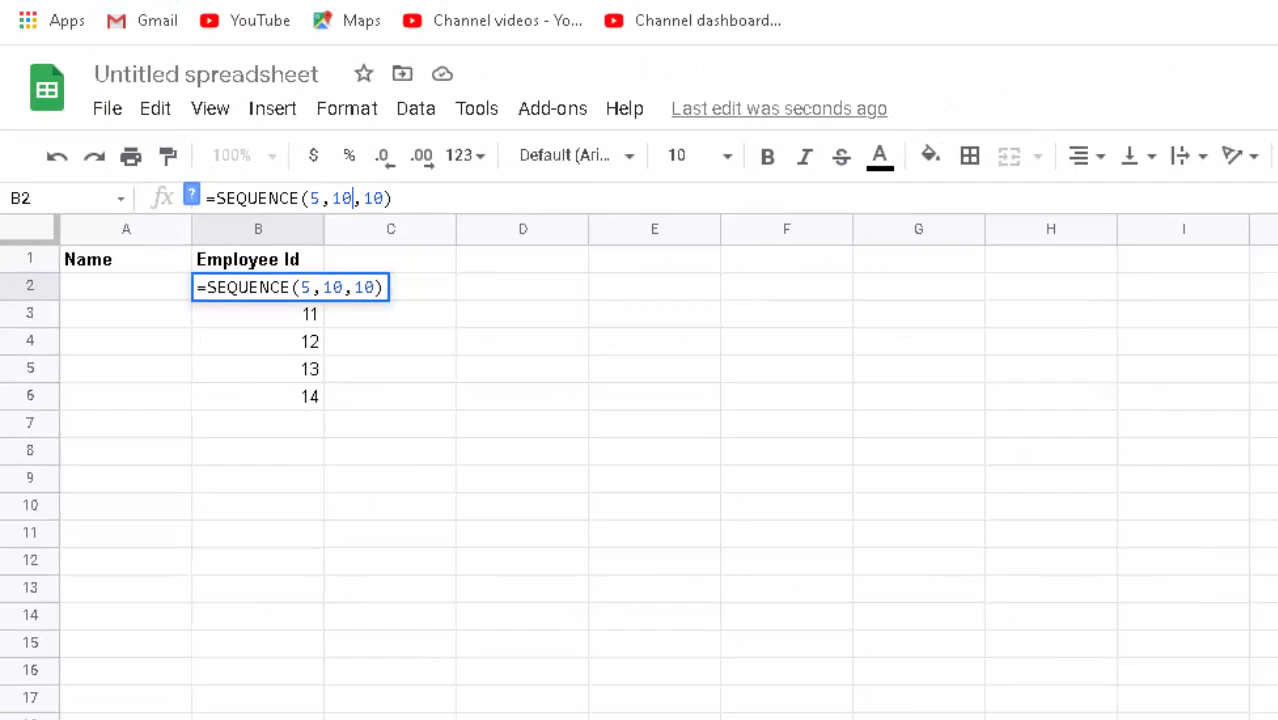 Apps Gmail YouTube Maps Channel videos - Yo... Channel dashboard...
Untitled spreadsheet
File Edit View Insert Format Data Tools Add-ons Help Last edit was seconds ago
100% $ % .0 .00 123 Default (Ari... 10 B I S A
B2 fx ? =SEQUENCE(5,10,10)
A B C D E F G H I
1 Name Employee Id
2 =SEQUENCE(5,10,10)
3 11
4 12
5 13
6 14
7
8
9
10
11
12
13
14
15
16
17